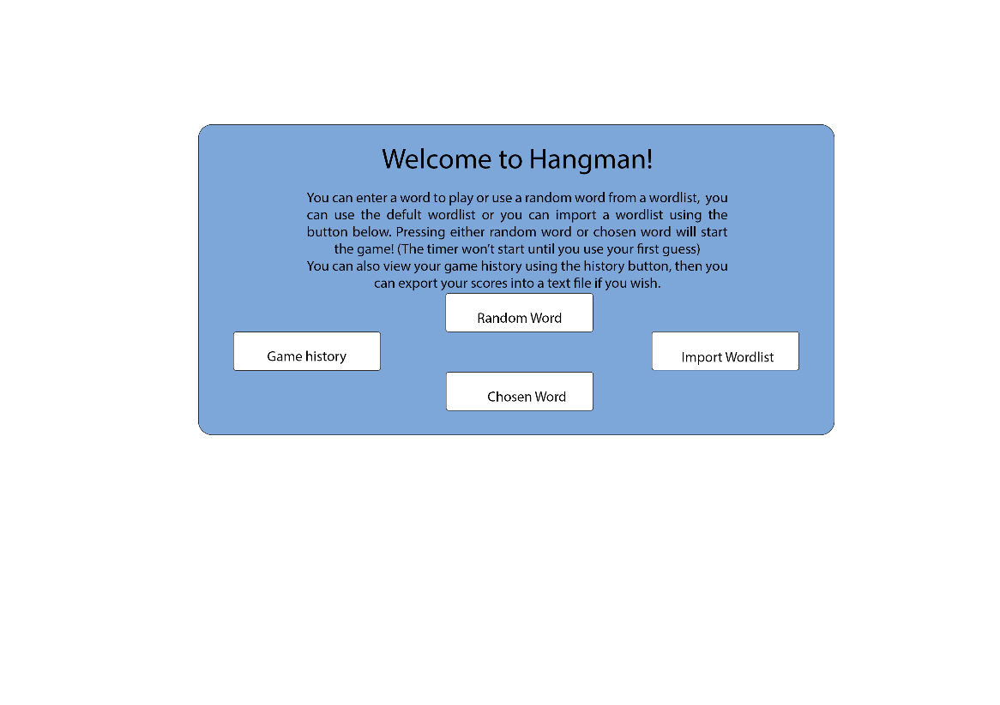 Welcome to Hangman!
You can enter a word to play or use a random word from a wordlist, you
can use the defult wordlist or you can import a wordlist using the
button below. Pressing either random word or chosen word will start
the game! (The timer won't start until you use your first guess)
You can also view your game history using the history button, then you
can export your scores into a text file if you wish.
Random Word
Game history
Import Wordlist
Chosen Word